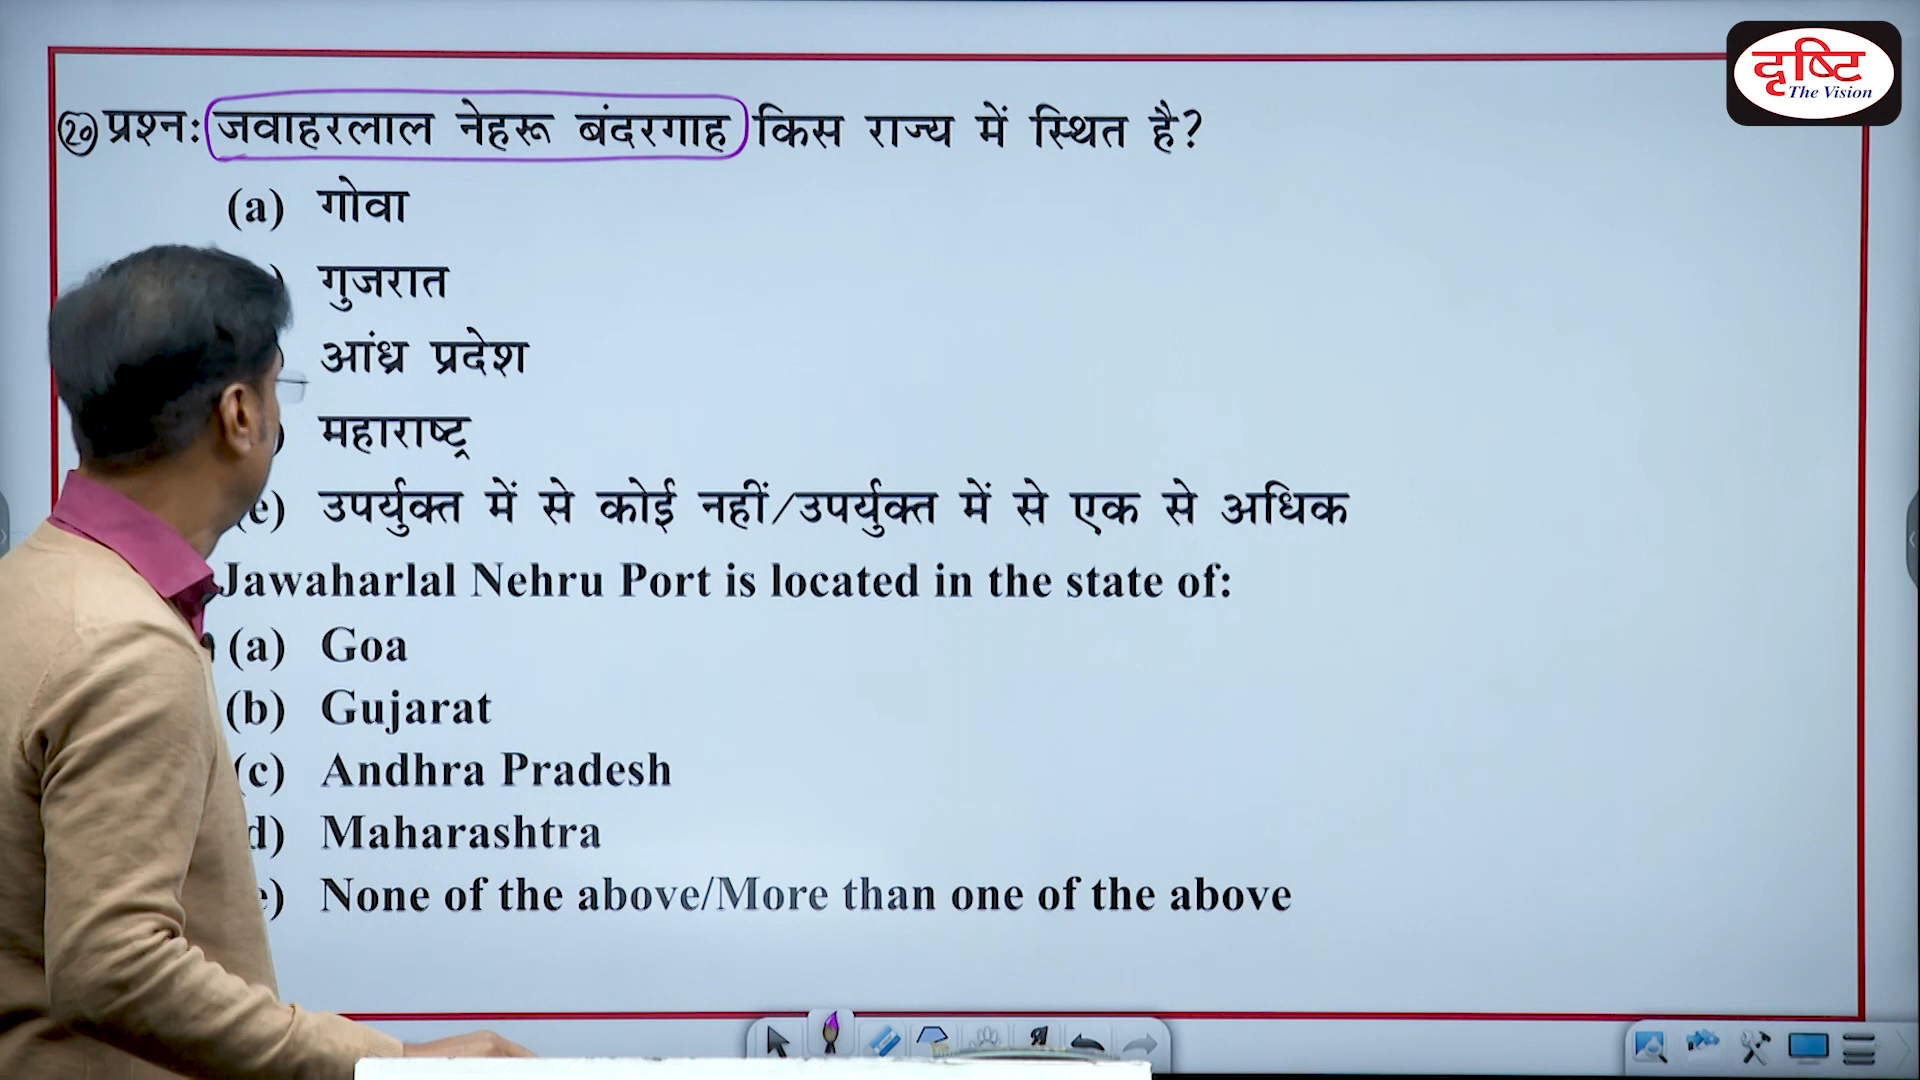 दृष्टि
The Vision
20 प्रश्न: जवाहरलाल नेहरू बंदरगाह किस राज्य में स्थित है?
(a) गोवा
) गुजरात
आंध्र प्रदेश
) महाराष्ट्र
(e) उपर्युक्त में से कोई नहीं/उपर्युक्त में से एक से अधिक
Jawaharlal Nehru Port is located in the state of:
(a) Goa
(b) Gujarat
(c) Andhra Pradesh
d) Maharashtra
e) None of the above/More than one of the above